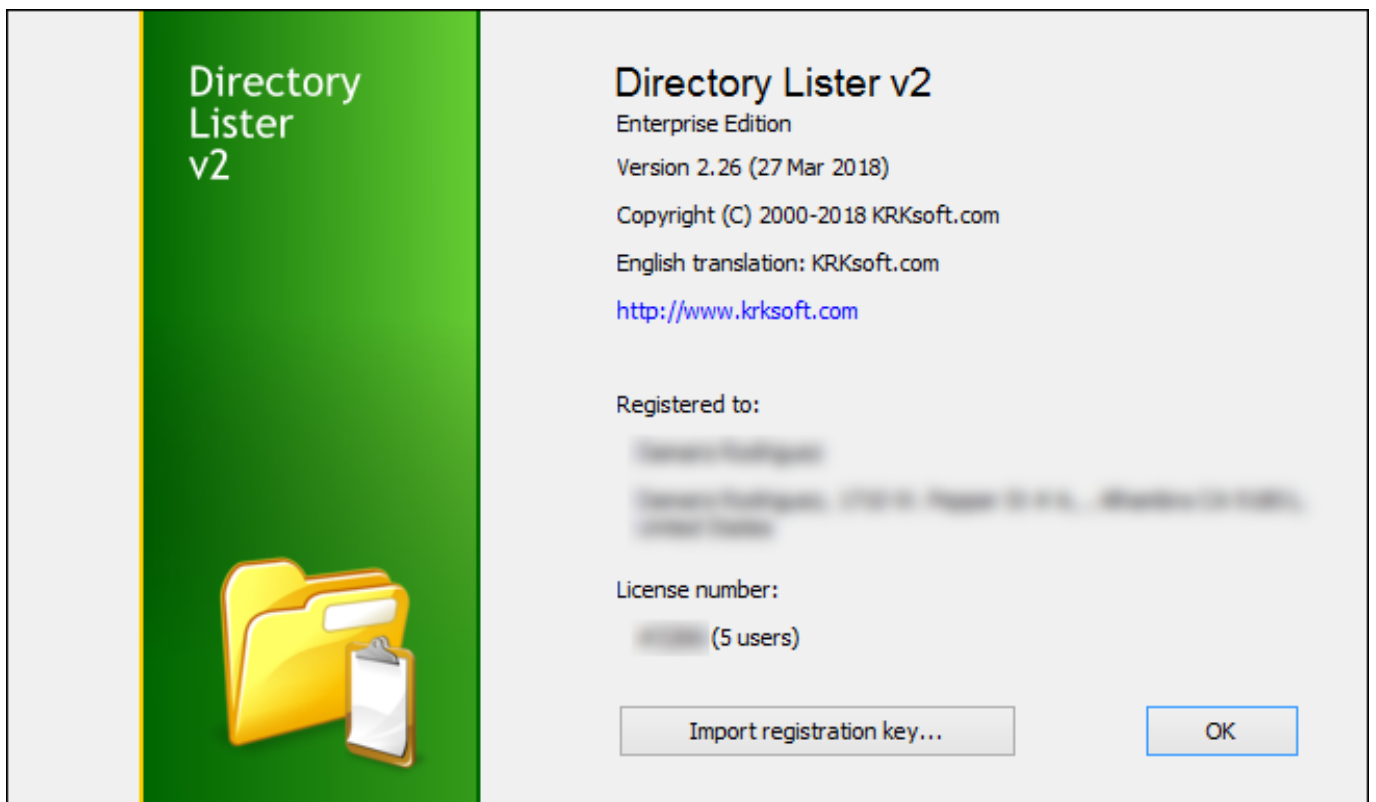 Directory
Lister
v2
Directory Lister v2
Enterprise Edition
Version 2.26 (27 Mar 2018)
Copyright (C) 2000-2018 KRKsoft.com
English translation: KRKsoft.com
http://www.krksoft.com
Registered to:
License number:
(5 users)
Import registration key...
OK